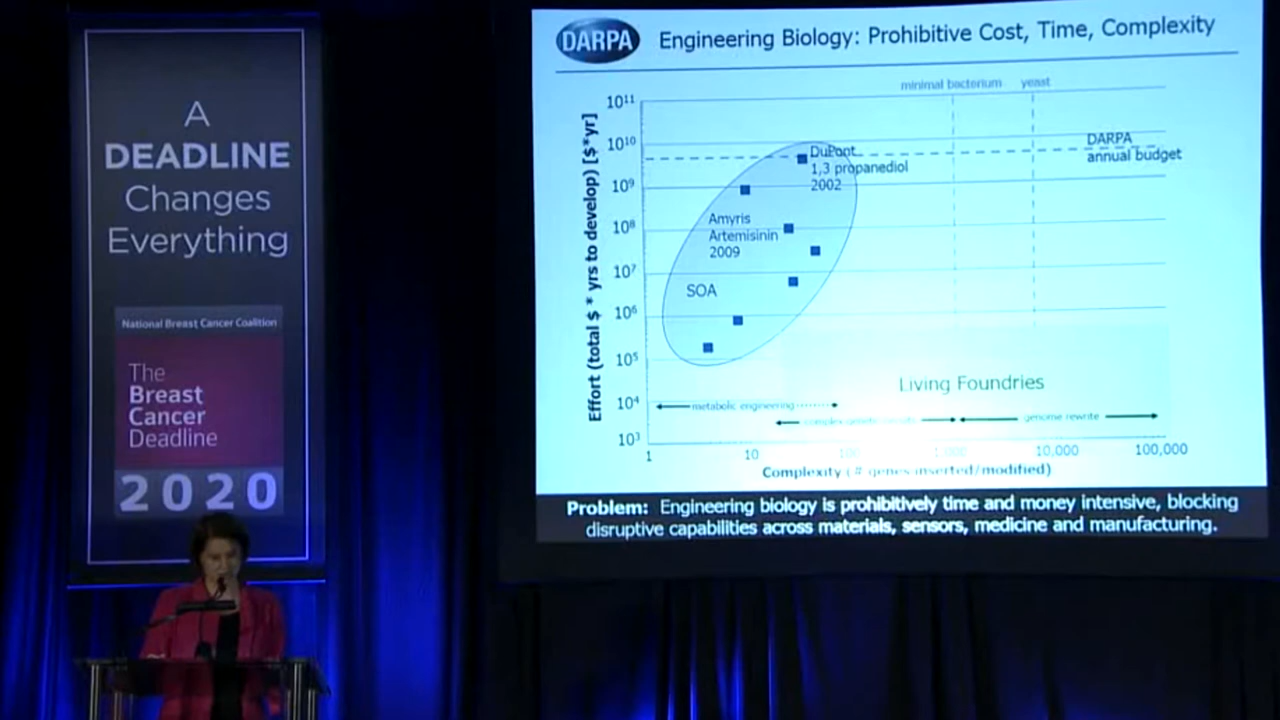 A
DEADLINE
Changes
Everything
National Breast Cancer Coalition
The
Breast
Cancer
Deadline
2020
DARPA
Engineering Biology: Prohibitive Cost, Time, Complexity
minimal bacterium yeast
Effort (total $ * yrs to develop) [$*yr]
10¹¹
10¹⁰
10⁹
10⁸
10⁷
10⁶
10⁵
10⁴
10³
DuPont
1,3 propanediol
2002
DARPA
annual budget
Amyris
Artemisinin
2009
SOA
Living Foundries
metabolic engineering
complex genetic circuits
genome rewrite
1 10 100 1,000 10,000 100,000
Complexity (# genes inserted/modified)
Problem: Engineering biology is prohibitively time and money intensive, blocking
disruptive capabilities across materials, sensors, medicine and manufacturing.